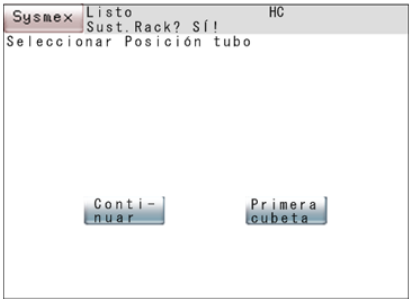 Sysmex
Listo HC
Sust.Rack? SÍ!
Seleccionar Posición tubo
Conti-
nuar
Primera
cubeta